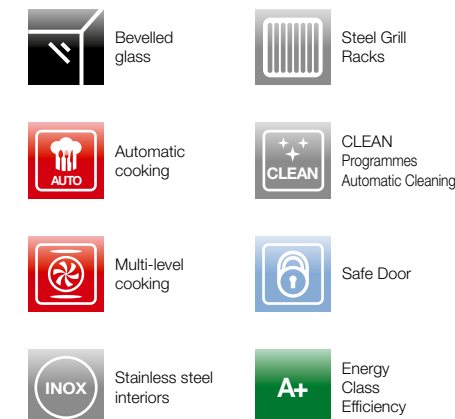 Bevelled
glass
Steel Grill
Racks
AUTO
Automatic
cooking
CLEAN
CLEAN
Programmes
Automatic Cleaning
Multi-level
cooking
Safe Door
INOX
Stainless steel
interiors
A+
Energy
Class
Efficiency